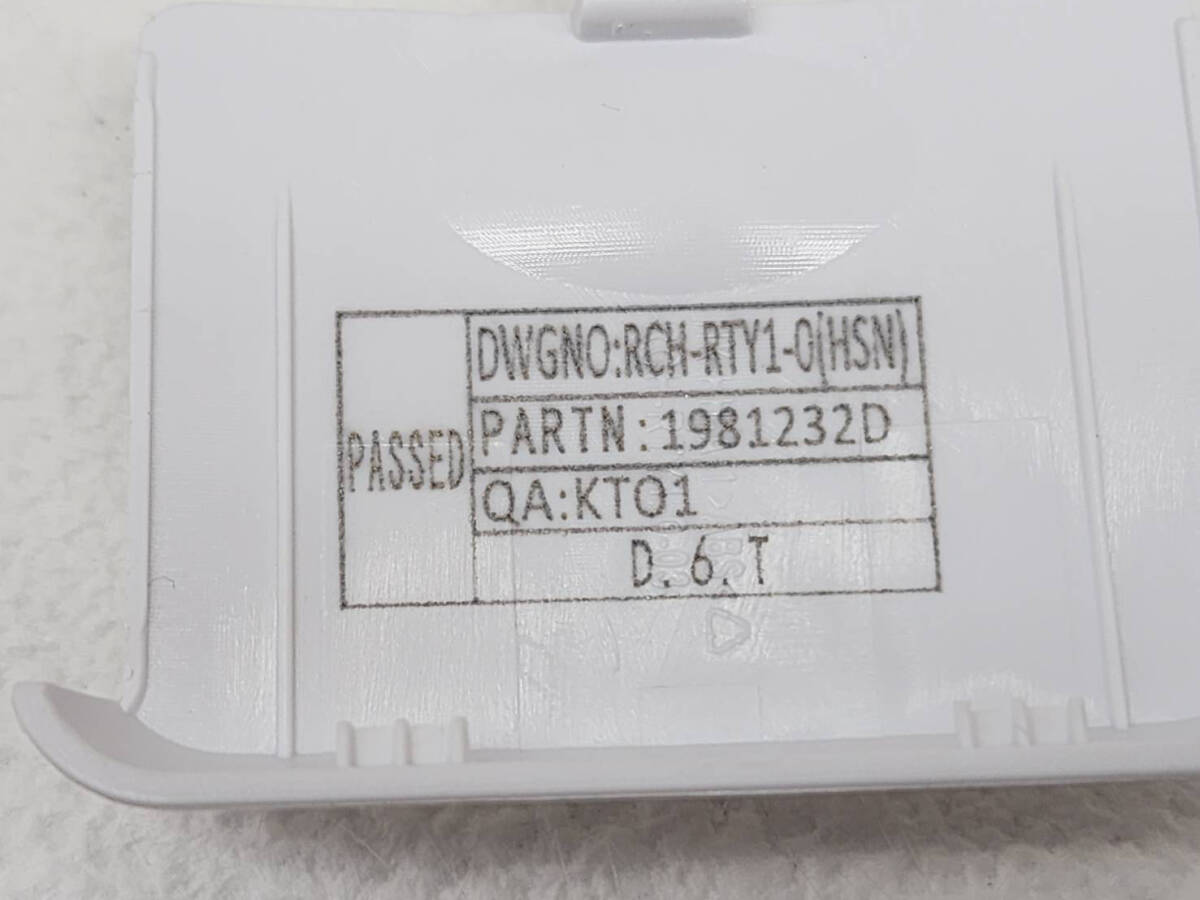 PASSED
DWGNO:RCH-RTY1-0(HSN)
PARTN:1981232D
QA:KT01
D.6.T